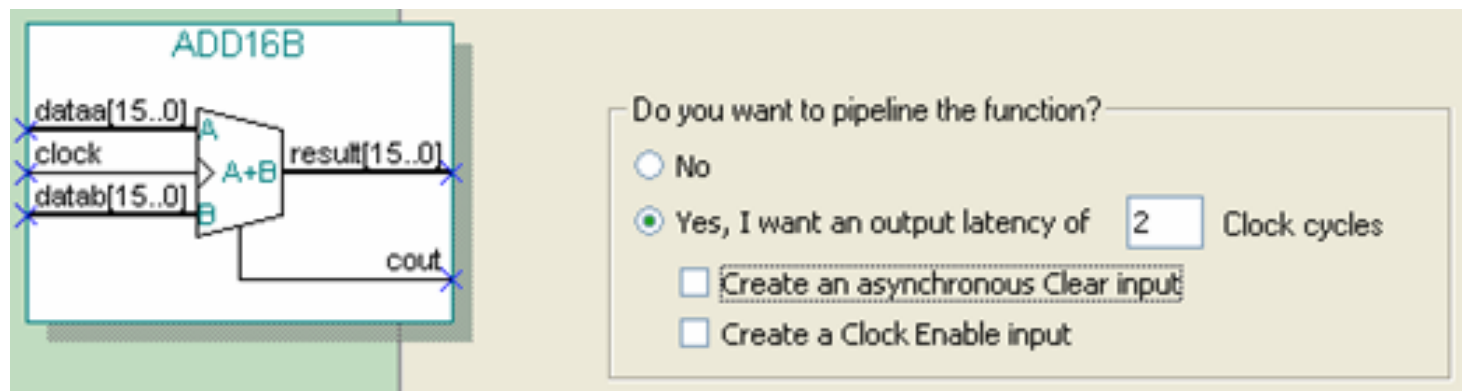 ADD16B
dataa[15..0]
A
clock
A+B
result[15..0]
datab[15..0]
B
cout
Do you want to pipeline the function?
No
Yes, I want an output latency of 2 Clock cycles
Create an asynchronous Clear input
Create a Clock Enable input